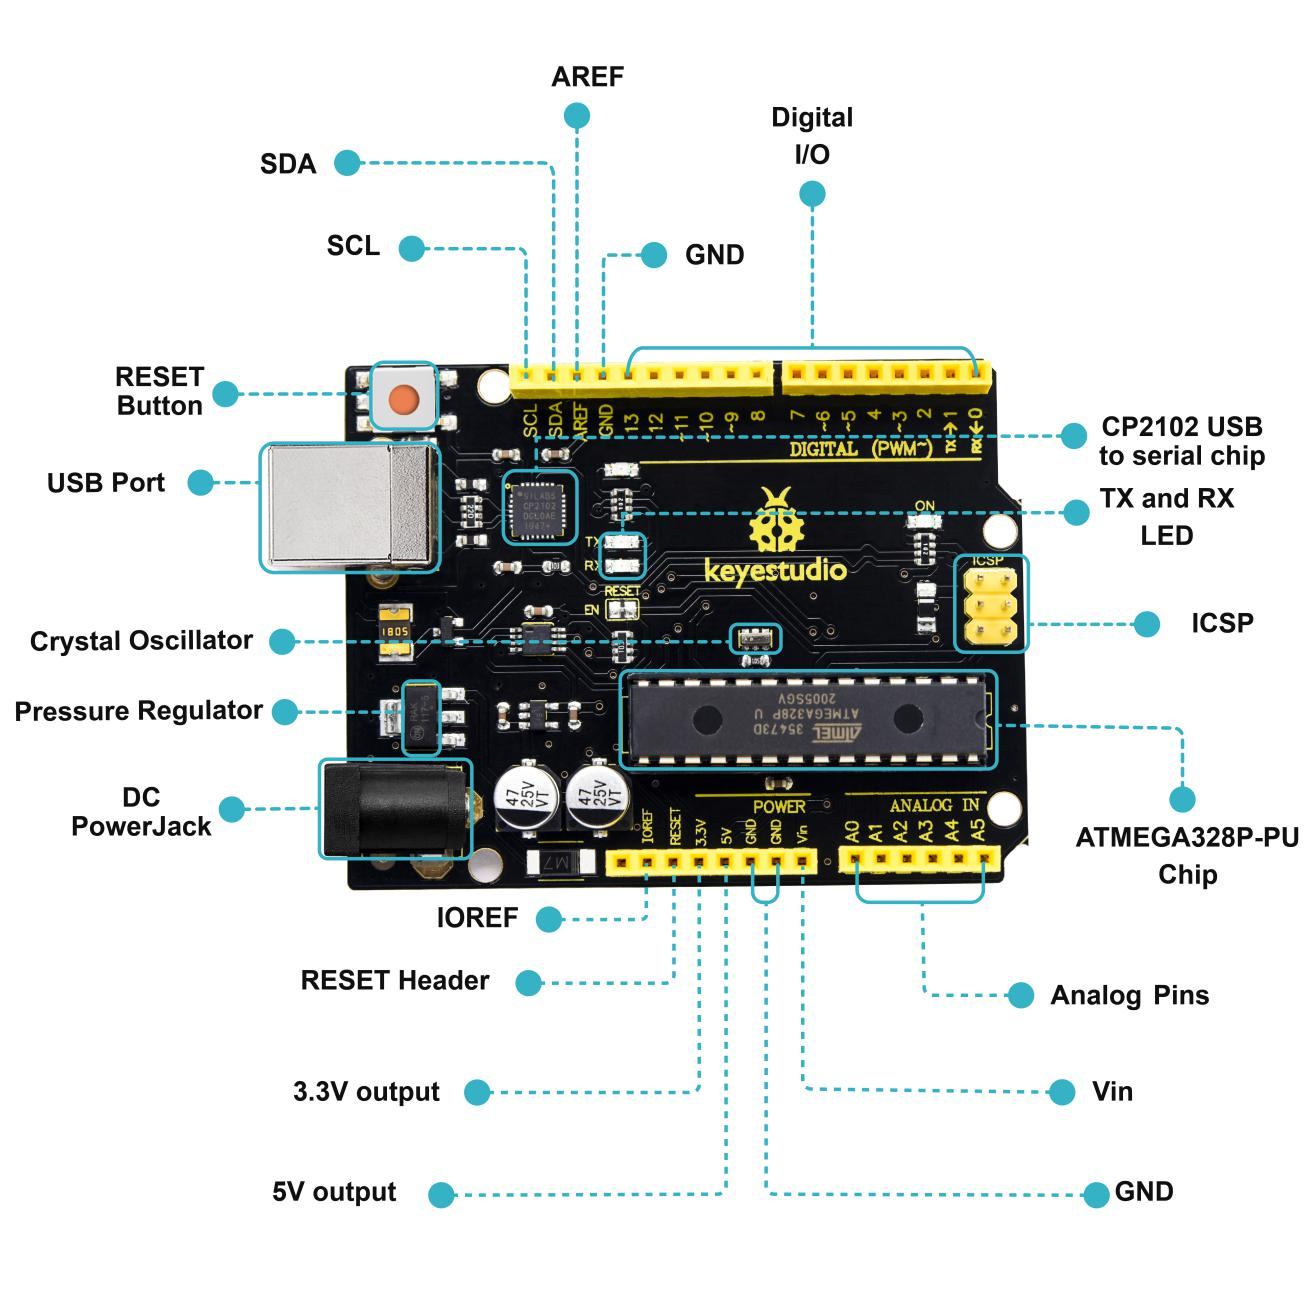 AREF
Digital
I/O
SDA
SCL
GND
RESET
Button
USB Port
CP2102 USB
to serial chip
TX and RX
LED
ICSP
Crystal Oscillator
Pressure Regulator
DC
PowerJack
ATMEGA328P-PU
Chip
IOREF
RESET Header
Analog Pins
3.3V output
Vin
5V output
GND
SCL
SDA
AREF
GND
13
12
~11
~10
~9
8
7
~6
~5
4
~3
2
TX→1
RX←0
DIGITAL (PWM~)
SILABS
CP2102
ON
TX
RX
keyestudio
ICSP
RESET
EN
5081
RAK
117-5
ATMEL 35473D
ATMEGA328P U
2005SGV
47
25V
VT
47
25V
VT
M7
POWER
ANALOG IN
IOREF
RESET
3.3V
5V
GND
GND
Vin
A0
A1
A2
A3
A4
A5